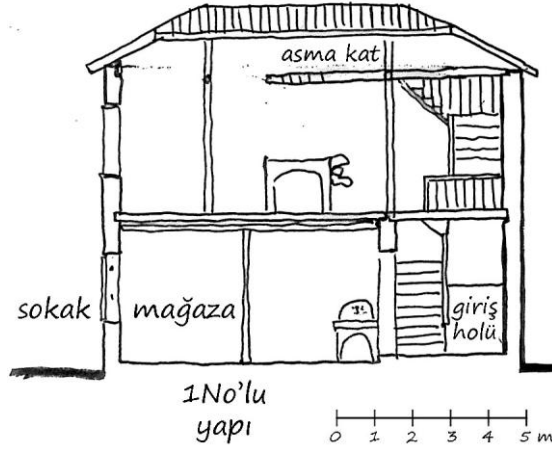 asma kat
sokak
mağaza
giriş
holü
1No'lu
yapı
0 1 2 3 4 5 m